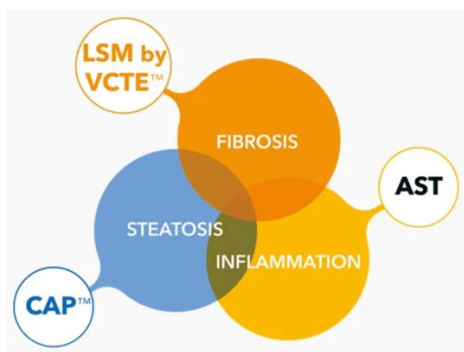 LSM by
VCTE™
FIBROSIS
AST
STEATOSIS
INFLAMMATION
CAP™